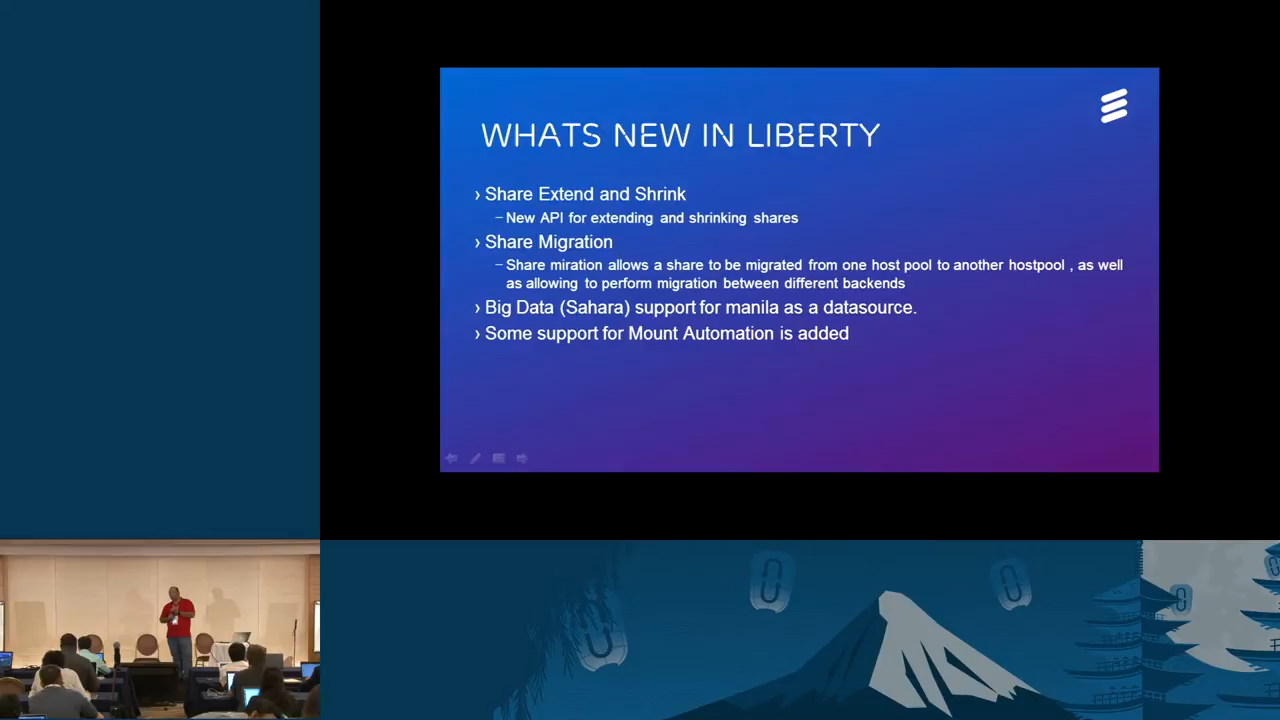 WHATS NEW IN LIBERTY
› Share Extend and Shrink
– New API for extending and shrinking shares
› Share Migration
– Share miration allows a share to be migrated from one host pool to another hostpool , as well
as allowing to perform migration between different backends
› Big Data (Sahara) support for manila as a datasource.
› Some support for Mount Automation is added